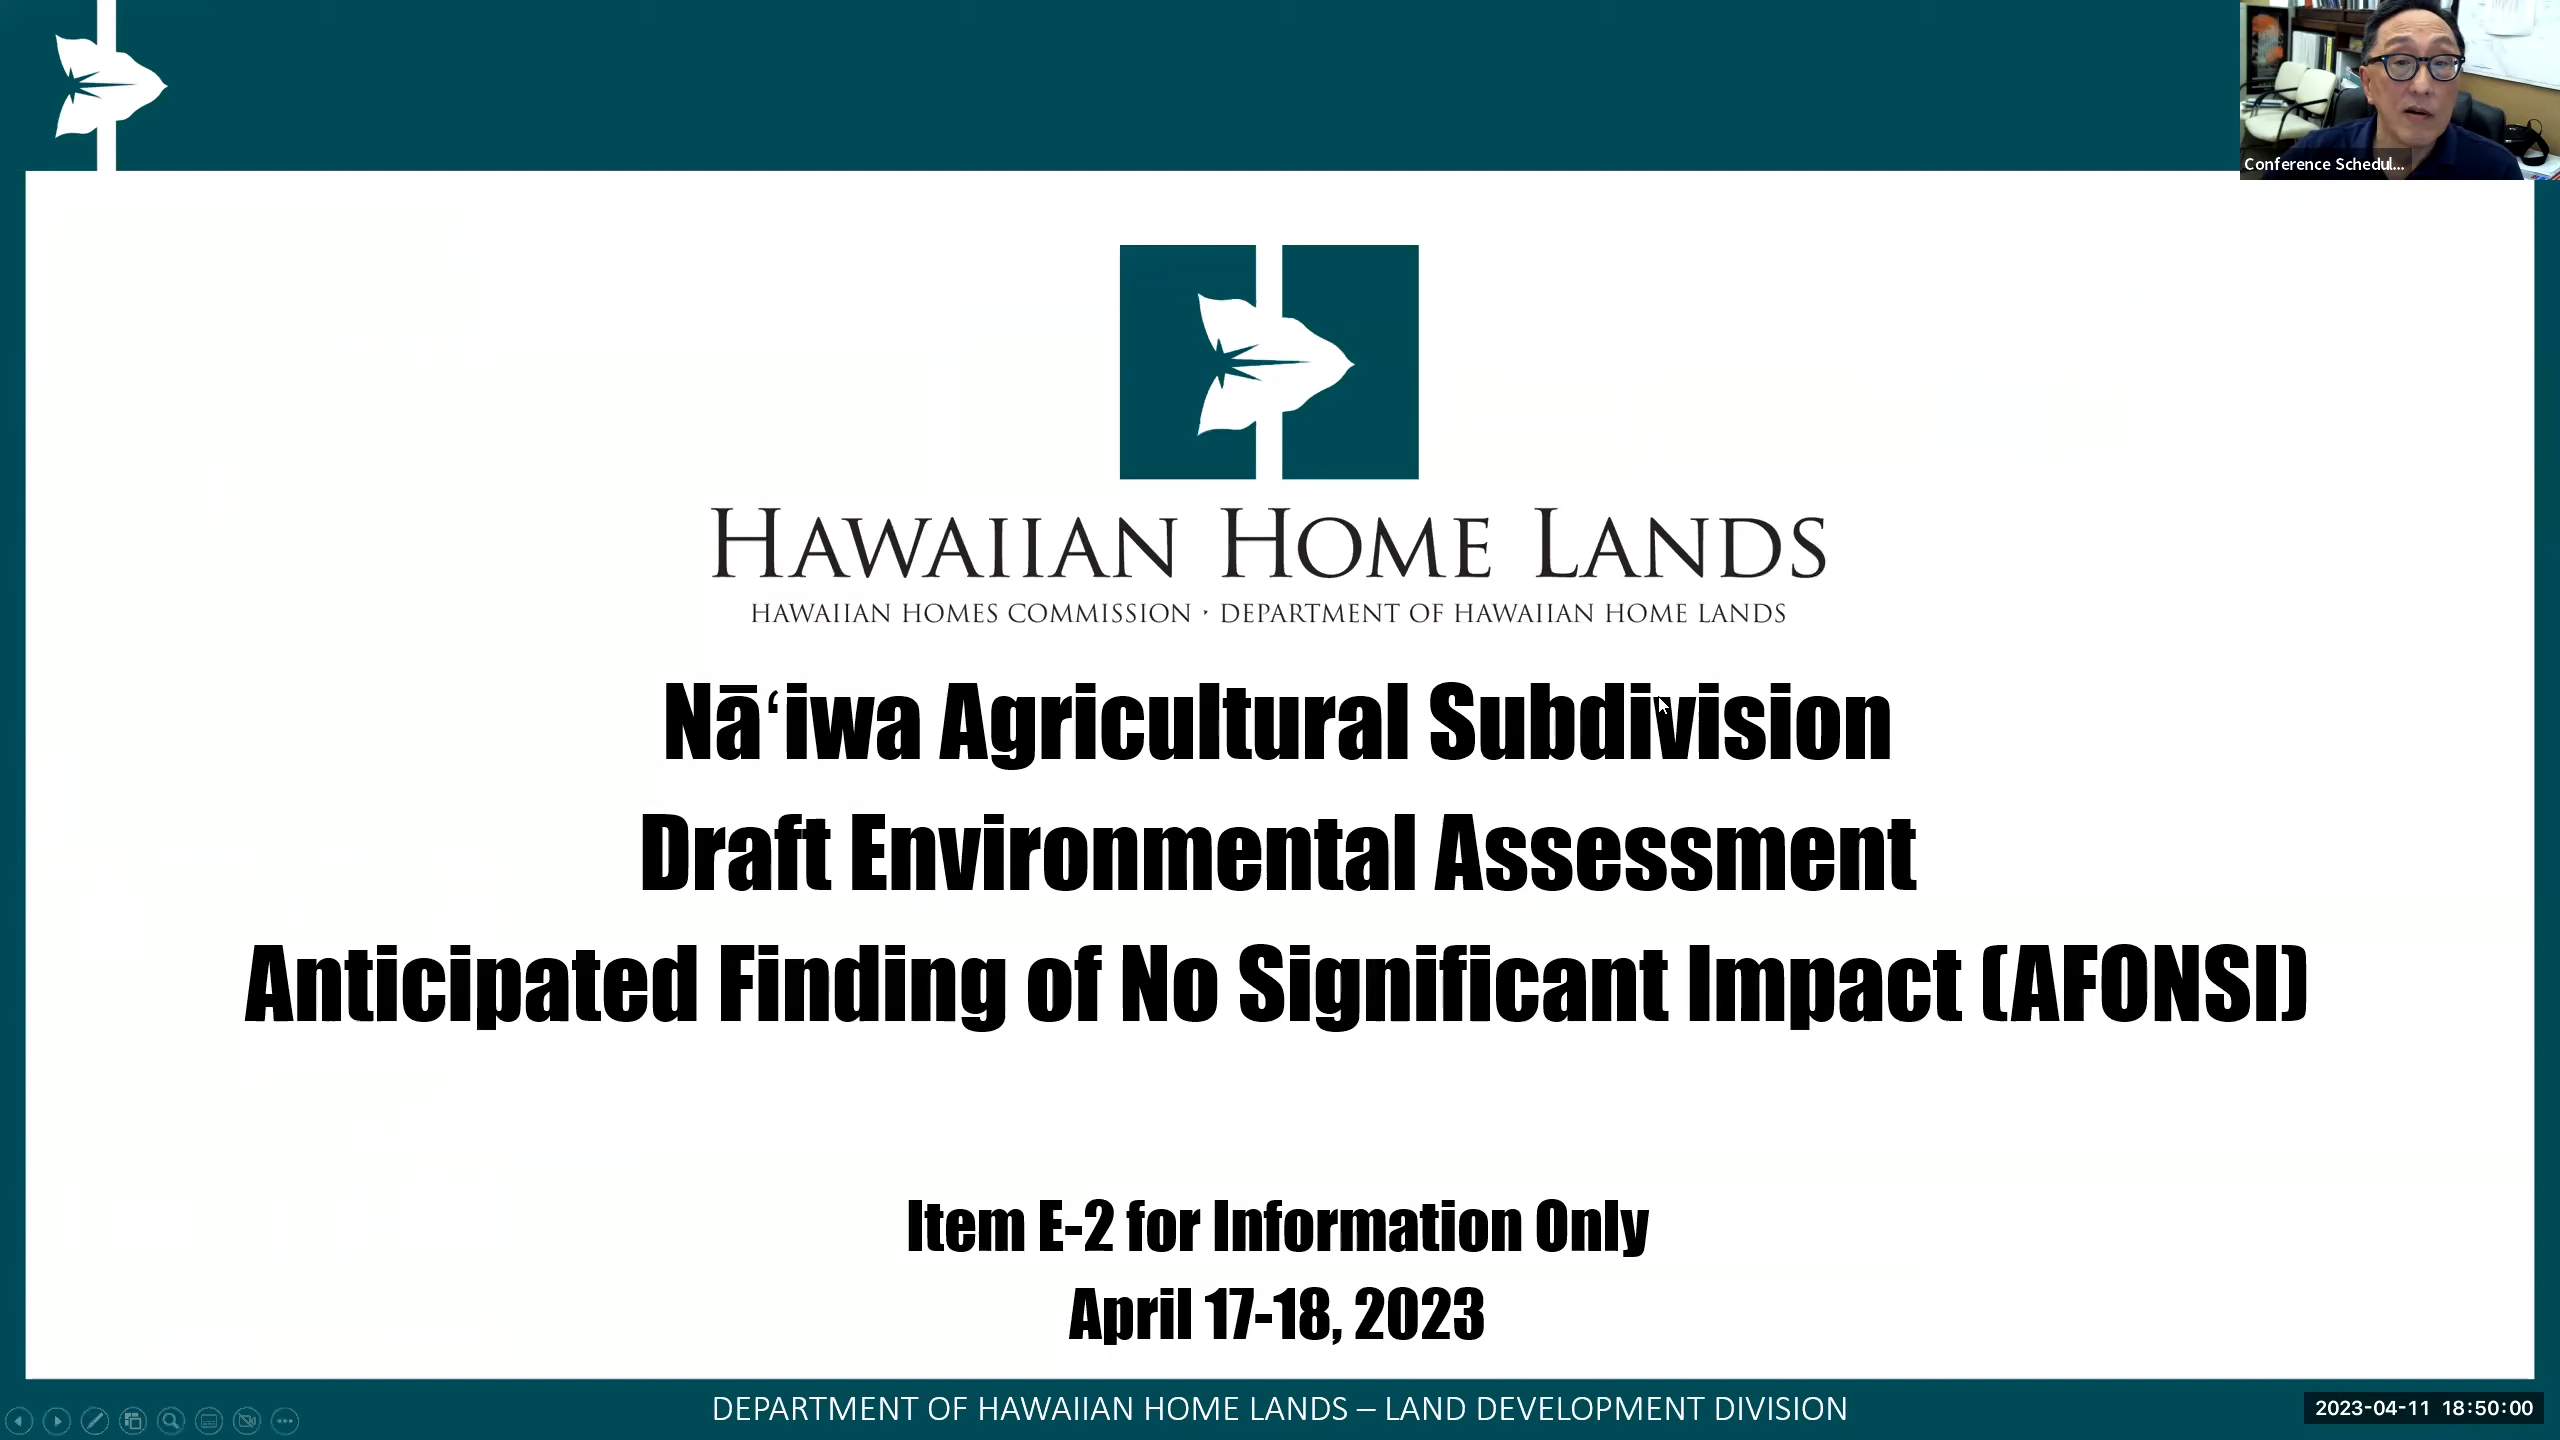 Conference Schedul...
HAWAIIAN HOME LANDS
HAWAIIAN HOMES COMMISSION · DEPARTMENT OF HAWAIIAN HOME LANDS
Nāʻiwa Agricultural Subdivision
Draft Environmental Assessment
Anticipated Finding of No Significant Impact (AFONSI)
Item E-2 for Information Only
April 17-18, 2023
DEPARTMENT OF HAWAIIAN HOME LANDS – LAND DEVELOPMENT DIVISION
2023-04-11 18:50:00